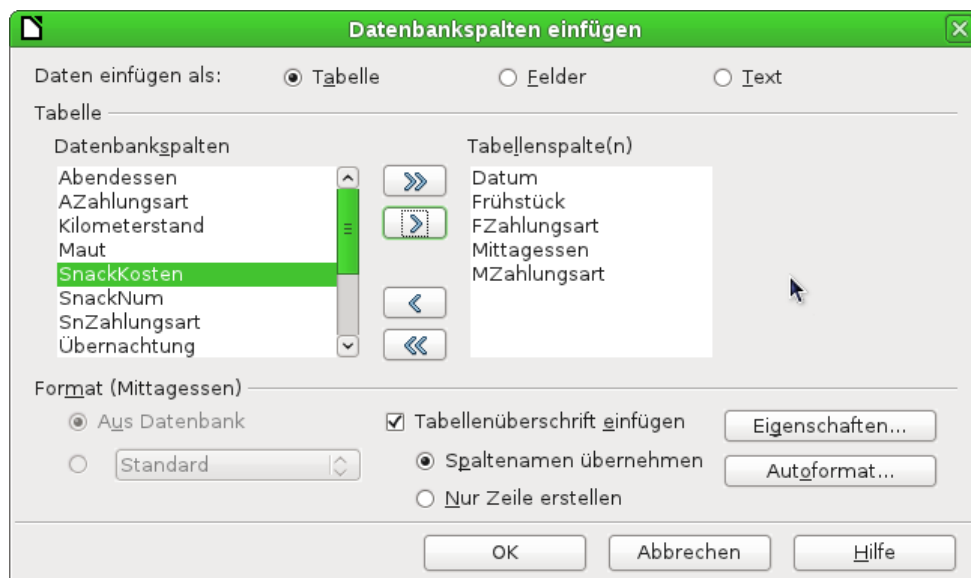 Datenbankspalten einfügen
Daten einfügen als: Tabelle Felder Text
Tabelle
Datenbankspalten
Abendessen
AZahlungsart
Kilometerstand
Maut
SnackKosten
SnackNum
SnZahlungsart
Übernachtung
Tabellenspalte(n)
Datum
Frühstück
FZahlungsart
Mittagessen
MZahlungsart
Format (Mittagessen)
Aus Datenbank
Standard
Tabellenüberschrift einfügen
Spaltenamen übernehmen
Nur Zeile erstellen
Eigenschaften...
Autoformat...
OK Abbrechen Hilfe